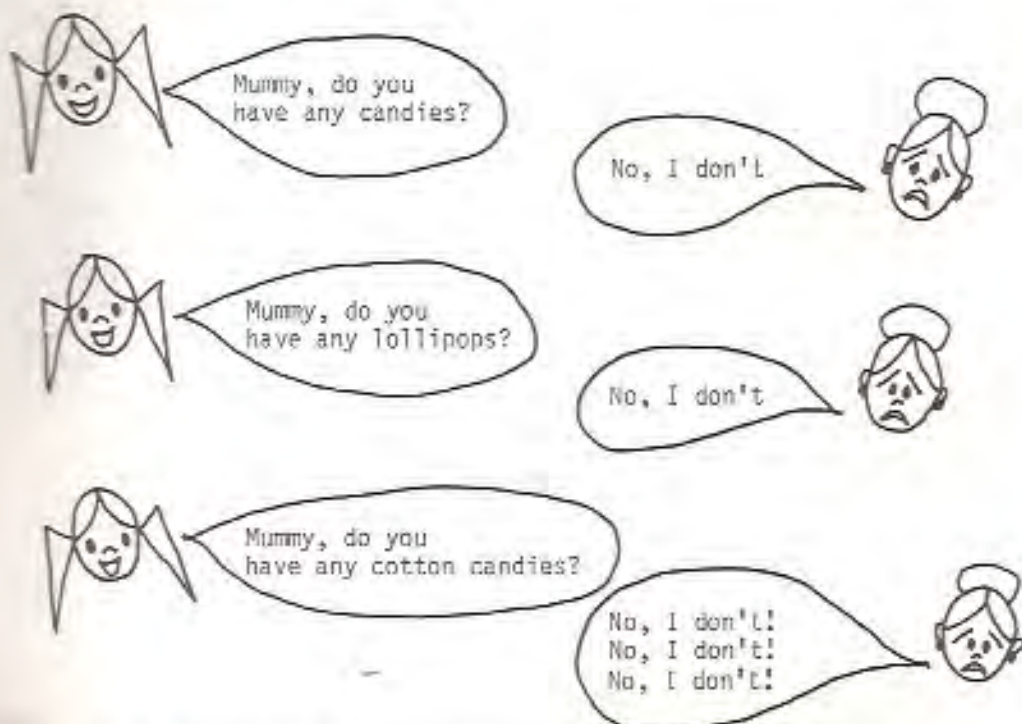 Mummy, do you
have any candies?
No, I don't
Mummy, do you
have any lollipops?
No, I don't
Mummy, do you
have any cotton candies?
No, I don't!
No, I don't!
No, I don't!